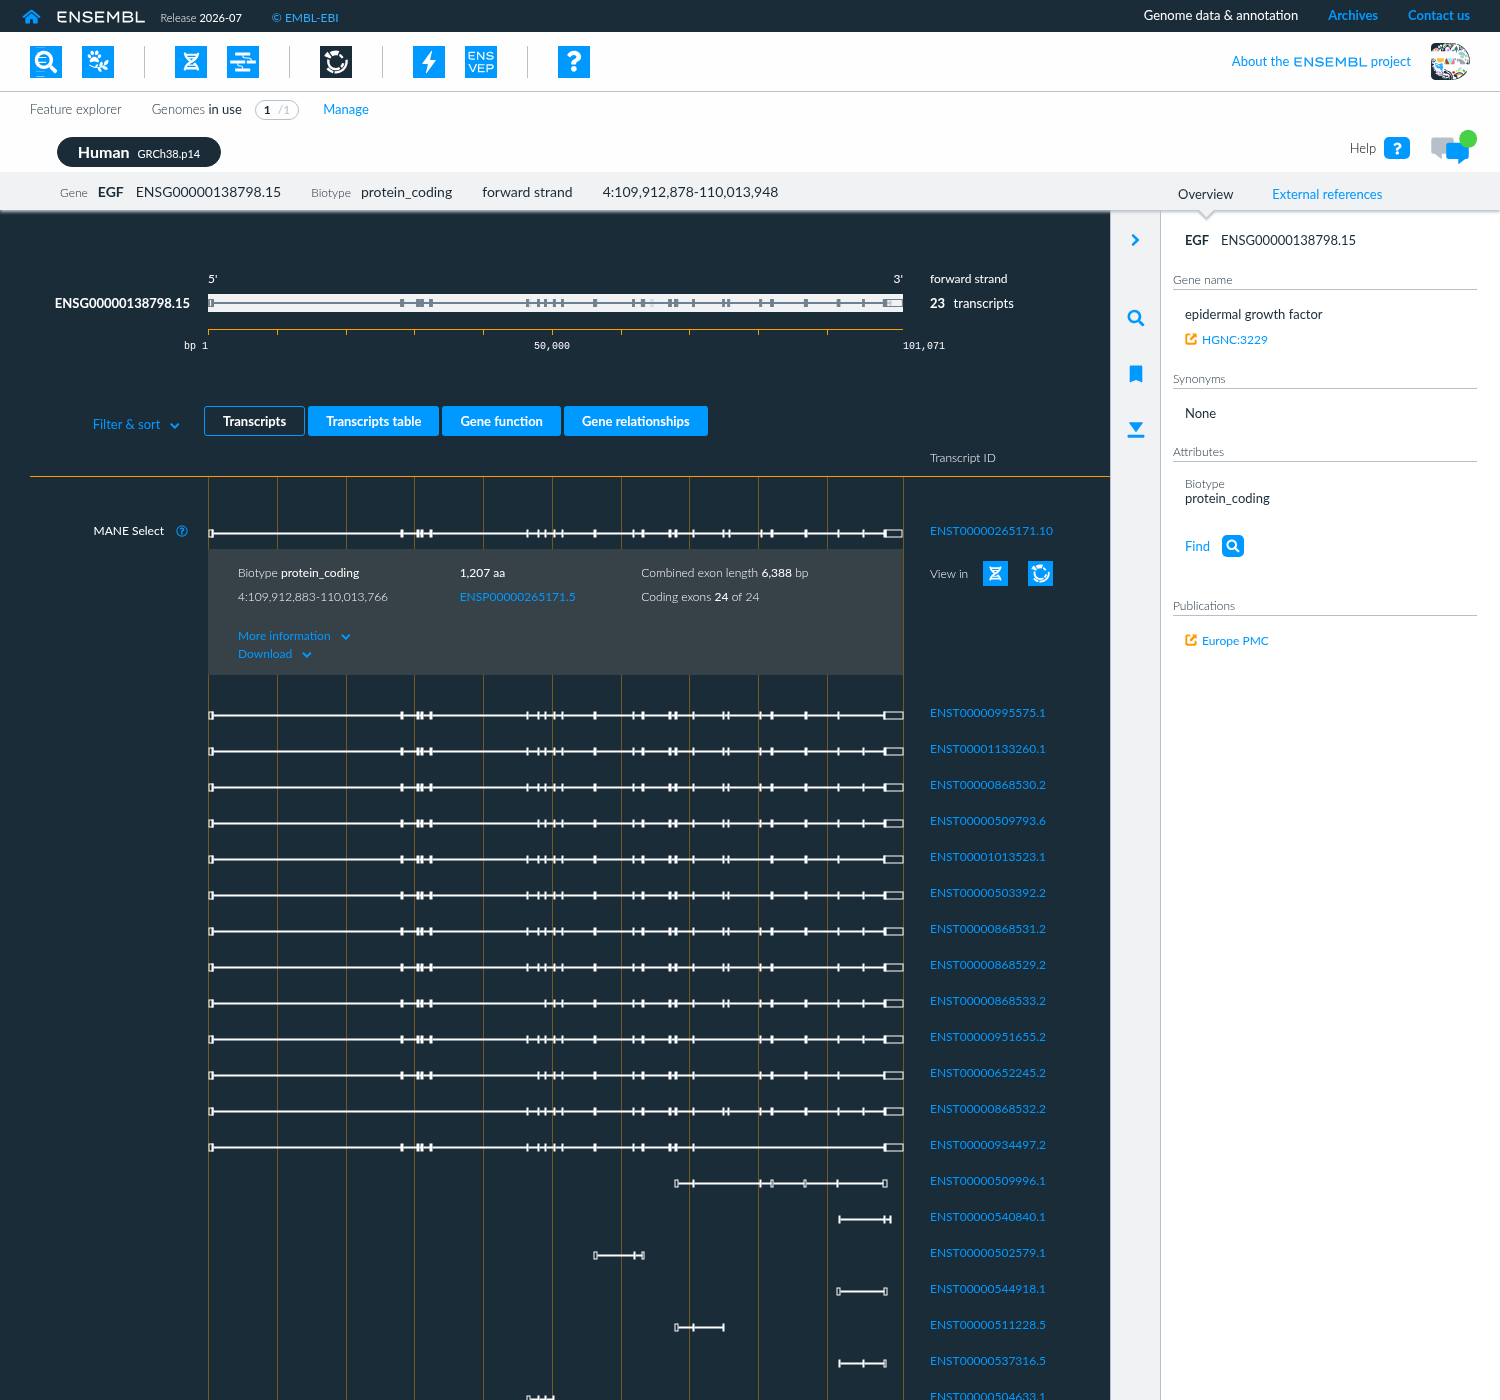 ENSEMBL Release 2026-07 © EMBL-EBI Genome data & annotation Archives Contact us
ENS VEP ? About the ENSEMBL project
Feature explorer Genomes in use 1 /1 Manage
Human GRCh38.p14 Help ?
Gene EGF ENSG00000138798.15 Biotype protein_coding forward strand 4:109,912,878-110,013,948 Overview External references
EGF ENSG00000138798.15
Gene name
epidermal growth factor
HGNC:3229
Synonyms
None
Attributes
Biotype
protein_coding
Find
Publications
Europe PMC
5' 3' forward strand
ENSG00000138798.15 23 transcripts
bp 1 50,000 101,071
Filter & sort Transcripts Transcripts table Gene function Gene relationships
Transcript ID
MANE Select ? ENST00000265171.10
Biotype protein_coding 1,207 aa Combined exon length 6,388 bp View in
4:109,912,883-110,013,766 ENSP00000265171.5 Coding exons 24 of 24
More information
Download
ENST00000995575.1
ENST00001133260.1
ENST00000868530.2
ENST00000509793.6
ENST00001013523.1
ENST00000503392.2
ENST00000868531.2
ENST00000868529.2
ENST00000868533.2
ENST00000951655.2
ENST00000652245.2
ENST00000868532.2
ENST00000934497.2
ENST00000509996.1
ENST00000540840.1
ENST00000502579.1
ENST00000544918.1
ENST00000511228.5
ENST00000537316.5
ENST00000504633.1